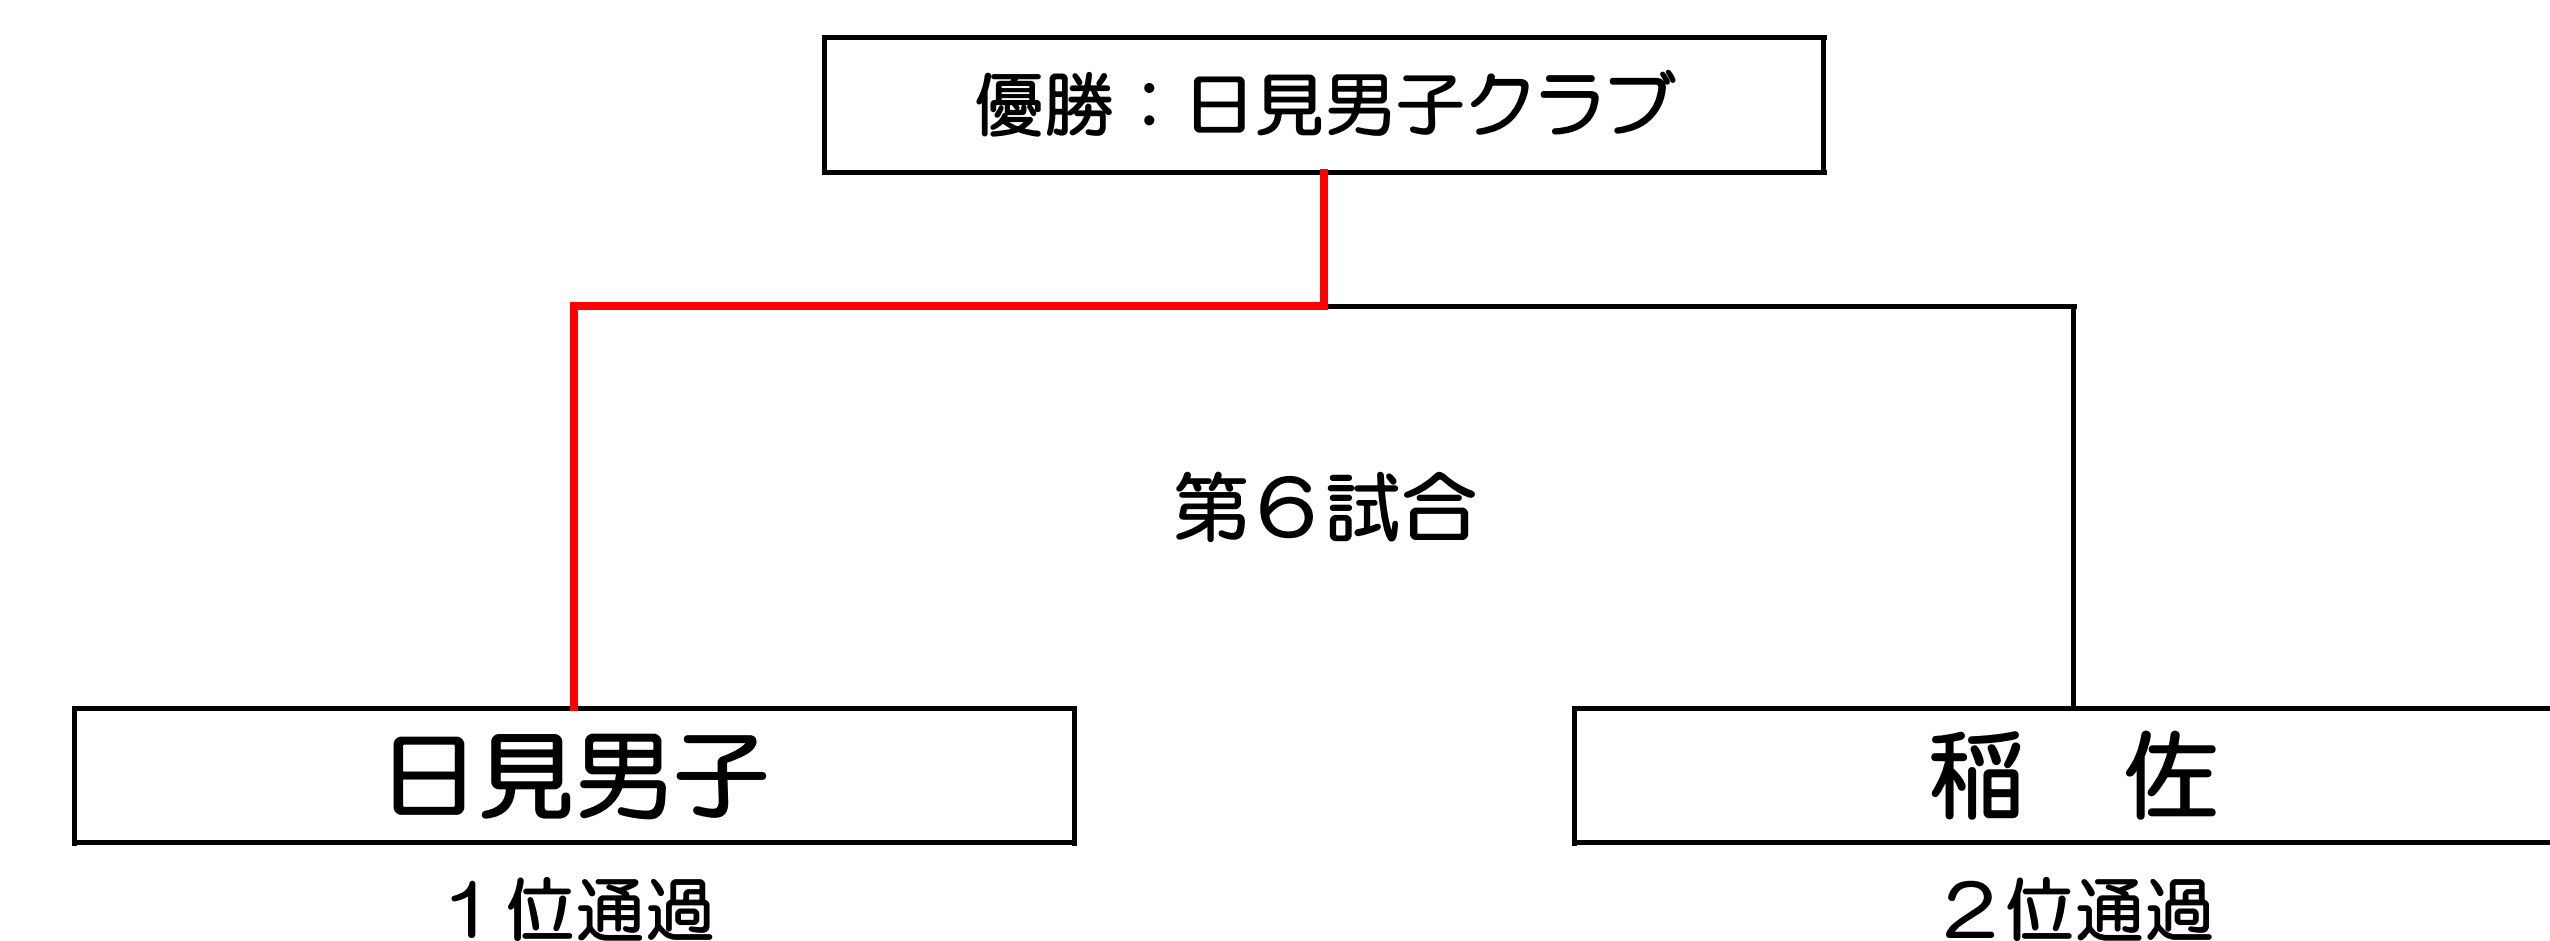 優勝：日見男子クラブ
第６試合
日見男子
稲　佐
１位通過
２位通過